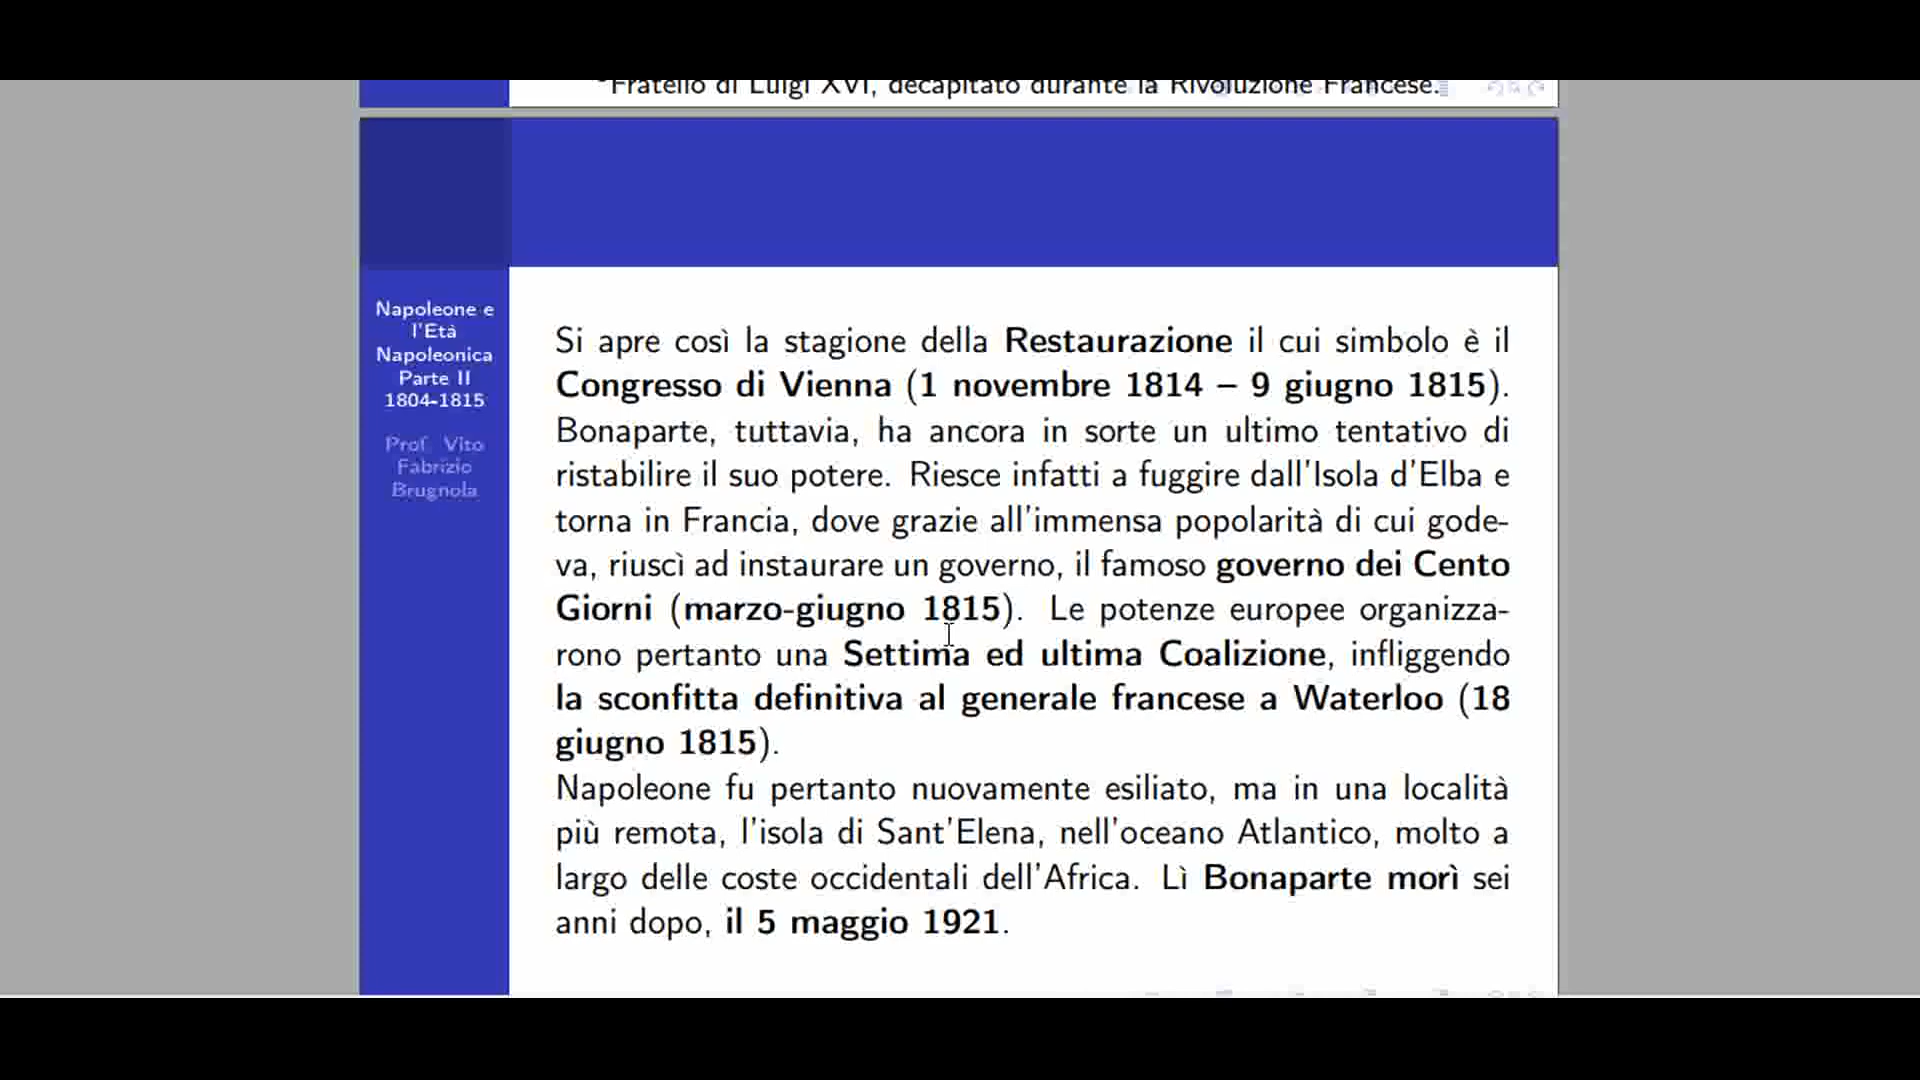 Fratello di Luigi XVI, decapitato durante la Rivoluzione Francese.
Napoleone e
l'Età
Napoleonica
Parte II
1804-1815
Prof. Vito
Fabrizio
Brugnola
Si apre così la stagione della Restaurazione il cui simbolo è il
Congresso di Vienna (1 novembre 1814 – 9 giugno 1815).
Bonaparte, tuttavia, ha ancora in sorte un ultimo tentativo di
ristabilire il suo potere. Riesce infatti a fuggire dall'Isola d'Elba e
torna in Francia, dove grazie all'immensa popolarità di cui gode-
va, riuscì ad instaurare un governo, il famoso governo dei Cento
Giorni (marzo-giugno 1815). Le potenze europee organizza-
rono pertanto una Settima ed ultima Coalizione, infliggendo
la sconfitta definitiva al generale francese a Waterloo (18
giugno 1815).
Napoleone fu pertanto nuovamente esiliato, ma in una località
più remota, l'isola di Sant'Elena, nell'oceano Atlantico, molto a
largo delle coste occidentali dell'Africa. Lì Bonaparte morì sei
anni dopo, il 5 maggio 1921.